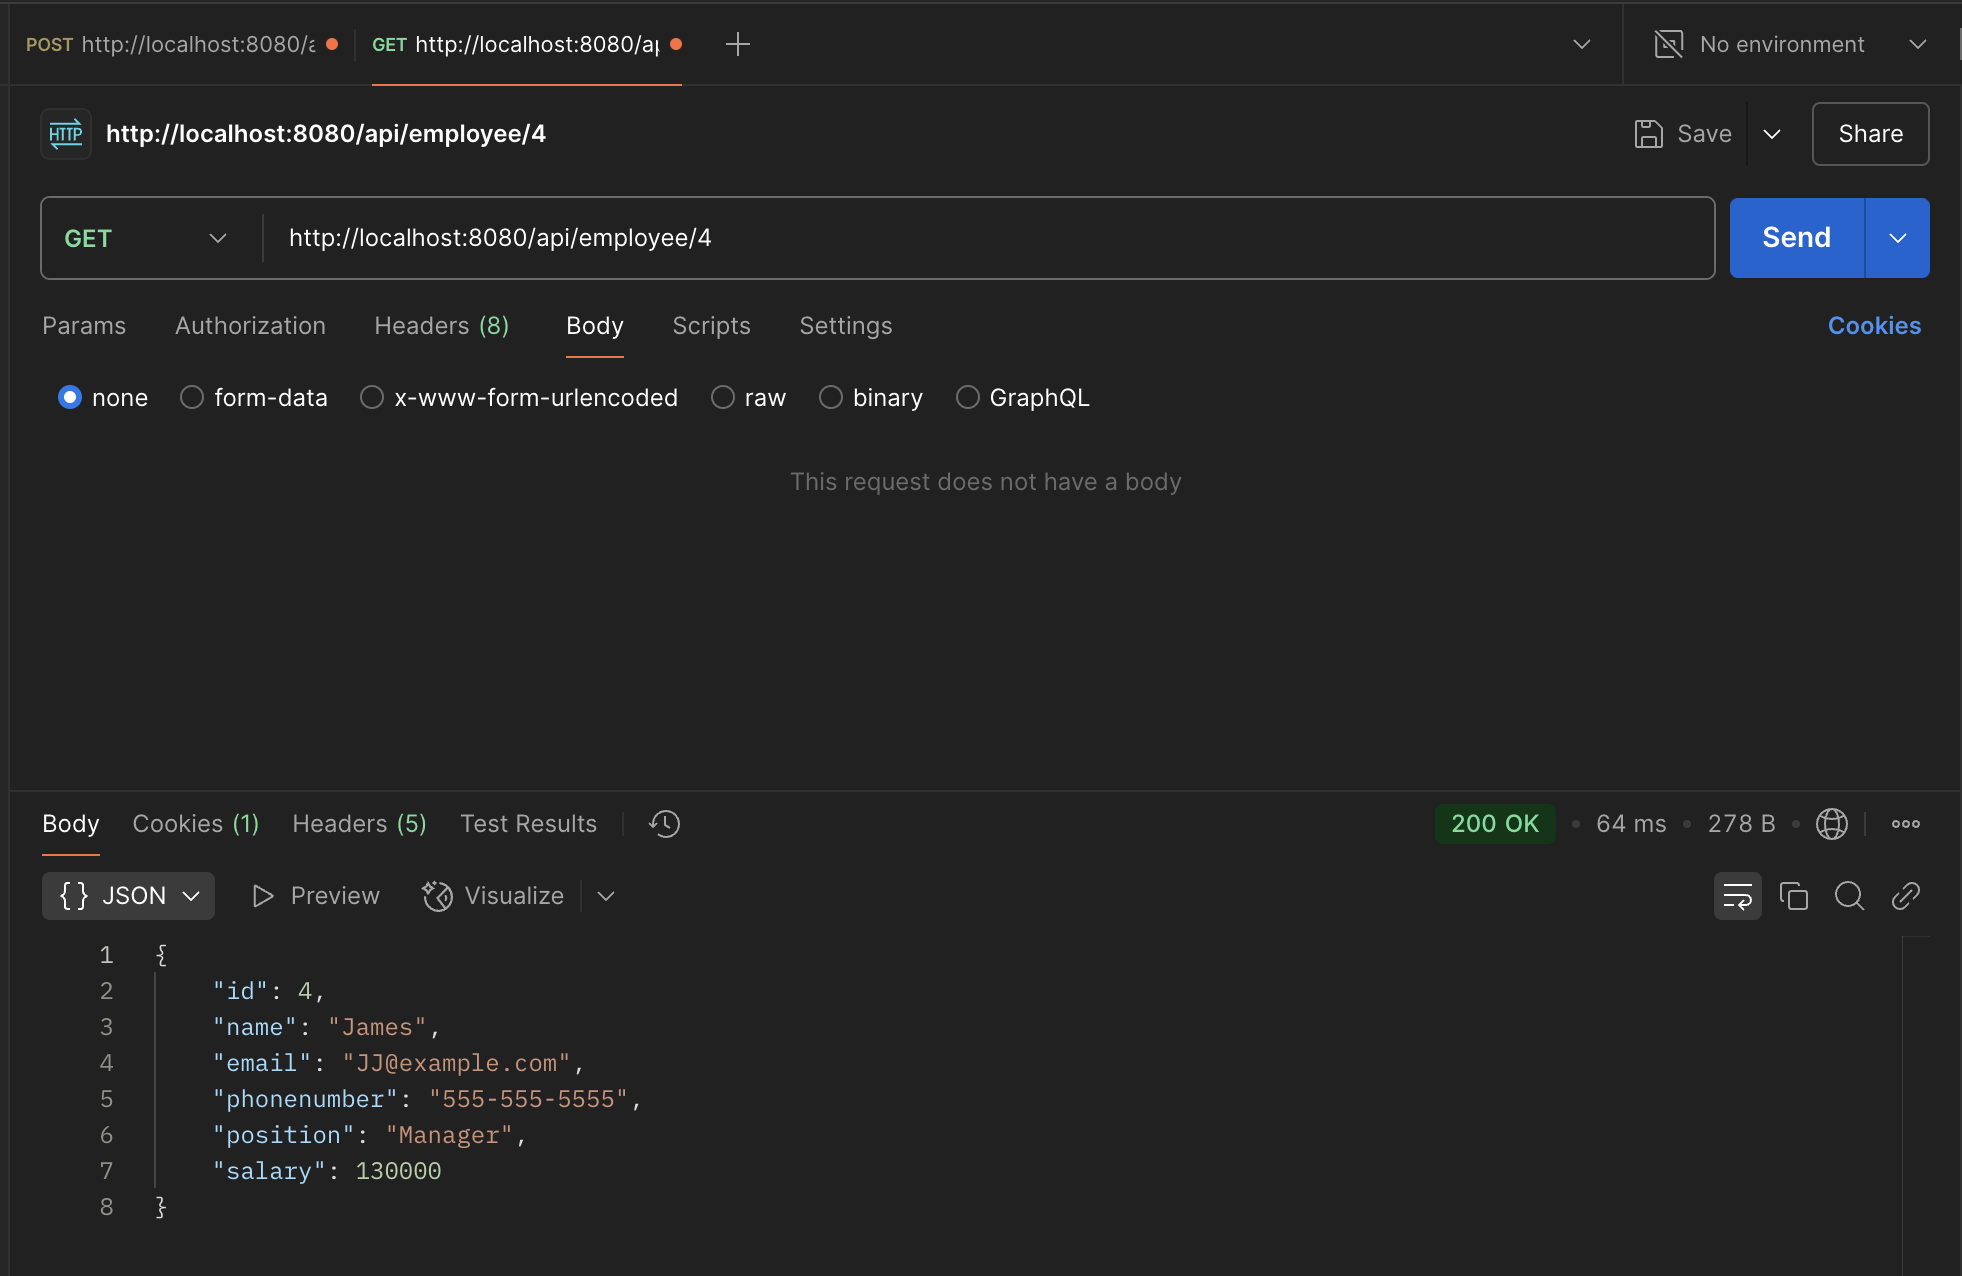 POST http://localhost:8080/a GET http://localhost:8080/ap No environment
HTTP http://localhost:8080/api/employee/4 Save Share
GET http://localhost:8080/api/employee/4 Send
Params Authorization Headers (8) Body Scripts Settings Cookies
none form-data x-www-form-urlencoded raw binary GraphQL
This request does not have a body
Body Cookies (1) Headers (5) Test Results 200 OK • 64 ms • 278 B •
{} JSON Preview Visualize
1 {
2 "id": 4,
3 "name": "James",
4 "email": "JJ@example.com",
5 "phonenumber": "555-555-5555",
6 "position": "Manager",
7 "salary": 130000
8 }